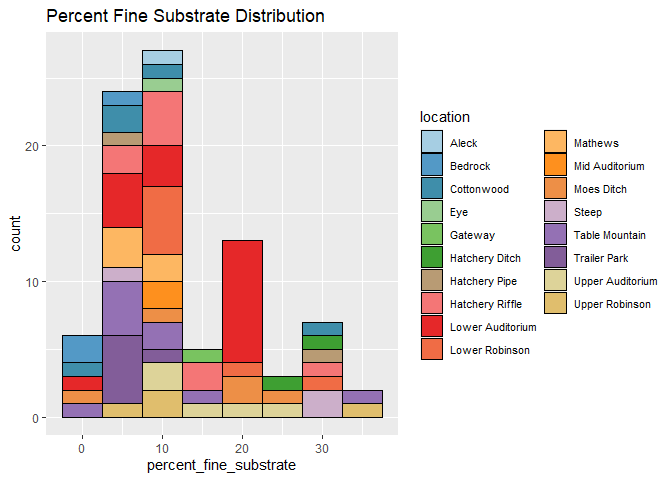 Percent Fine Substrate Distribution
count
20
10
0
0 10 20 30
percent_fine_substrate
location
Aleck
Bedrock
Cottonwood
Eye
Gateway
Hatchery Ditch
Hatchery Pipe
Hatchery Riffle
Lower Auditorium
Lower Robinson
Mathews
Mid Auditorium
Moes Ditch
Steep
Table Mountain
Trailer Park
Upper Auditorium
Upper Robinson